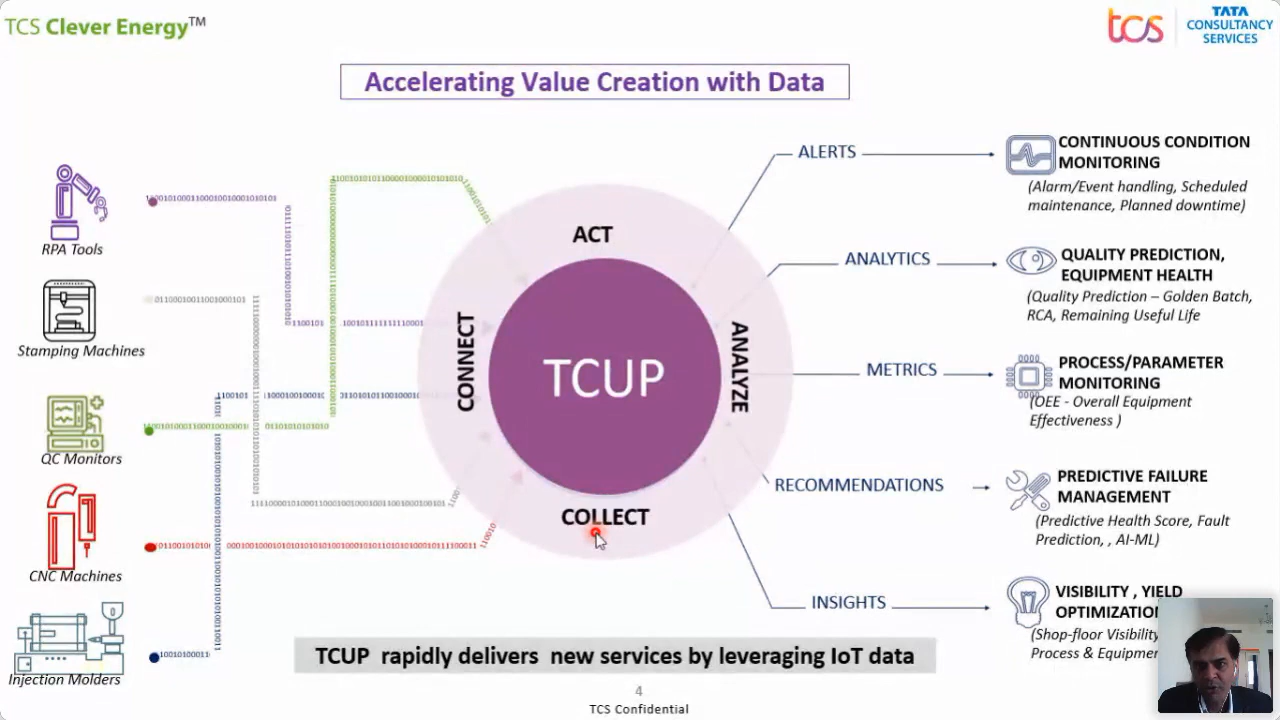 TCS Clever Energy™
tcs
TATA
CONSULTANCY
SERVICES
Accelerating Value Creation with Data
RPA Tools
Stamping Machines
QC Monitors
CNC Machines
Injection Molders
ACT
CONNECT
TCUP
ANALYZE
COLLECT
ALERTS
ANALYTICS
METRICS
RECOMMENDATIONS
INSIGHTS
CONTINUOUS CONDITION
MONITORING
(Alarm/Event handling, Scheduled
maintenance, Planned downtime)
QUALITY PREDICTION,
EQUIPMENT HEALTH
(Quality Prediction – Golden Batch,
RCA, Remaining Useful Life
PROCESS/PARAMETER
MONITORING
(OEE - Overall Equipment
Effectiveness )
PREDICTIVE FAILURE
MANAGEMENT
(Predictive Health Score, Fault
Prediction, , AI-ML)
VISIBILITY , YIELD
OPTIMIZATIO
(Shop-floor Visibility
Process & Equipmer
TCUP rapidly delivers new services by leveraging IoT data
4
TCS Confidential